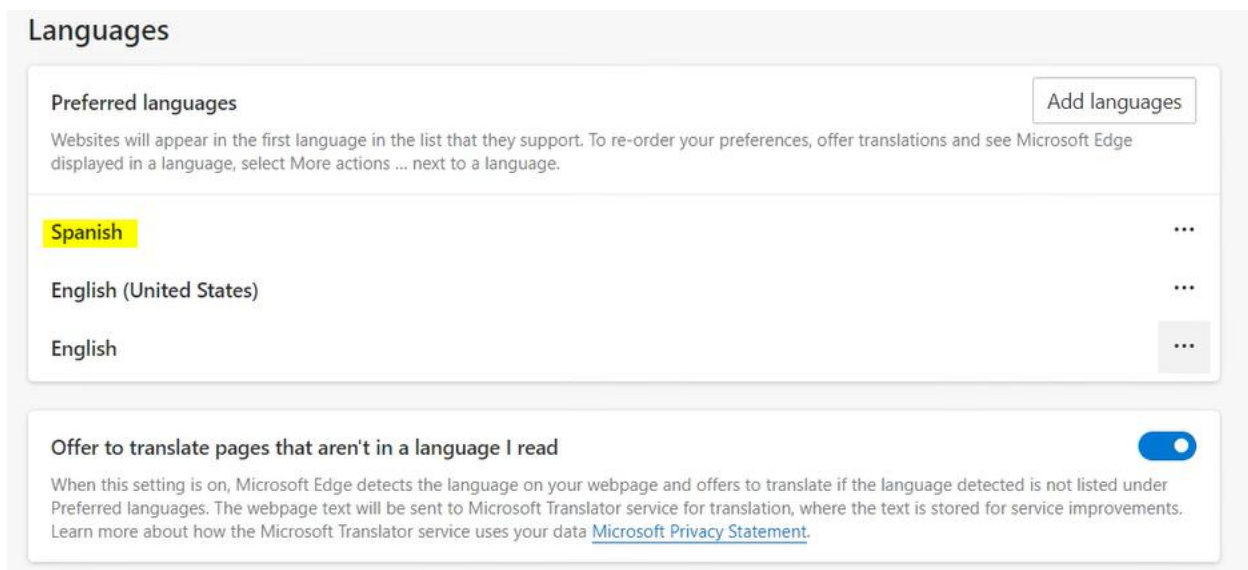 Languages
Preferred languages
Add languages
Websites will appear in the first language in the list that they support. To re-order your preferences, offer translations and see Microsoft Edge
displayed in a language, select More actions ... next to a language.
Spanish
...
English (United States)
...
English
...
Offer to translate pages that aren't in a language I read
When this setting is on, Microsoft Edge detects the language on your webpage and offers to translate if the language detected is not listed under
Preferred languages. The webpage text will be sent to Microsoft Translator service for translation, where the text is stored for service improvements.
Learn more about how the Microsoft Translator service uses your data Microsoft Privacy Statement.